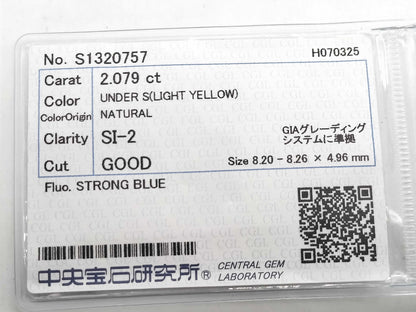 No. S1320757 H070325
Carat 2.079 ct
Color UNDER S(LIGHT YELLOW)
ColorOrigin NATURAL
Clarity SI-2
GIAグレーディング
システムに準拠
Cut GOOD Size 8.20 - 8.26 × 4.96 mm
Fluo. STRONG BLUE
中央宝石研究所® CENTRAL GEM
LABORATORY